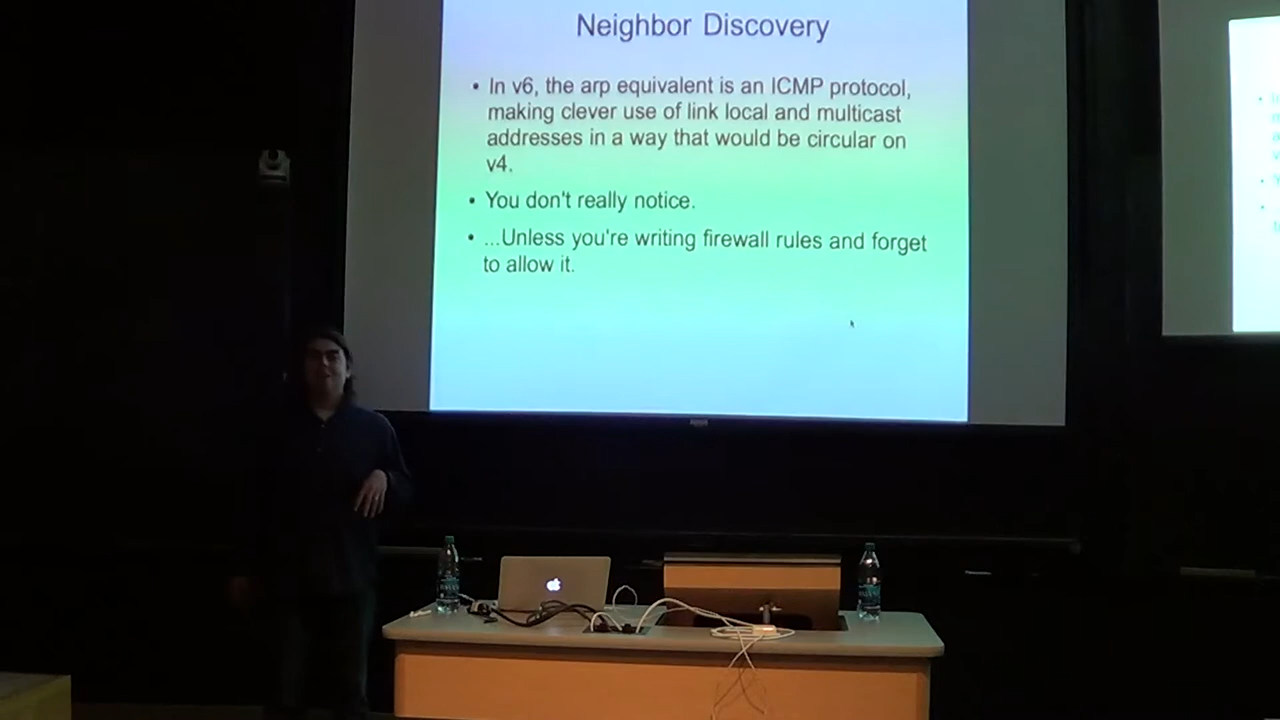 Neighbor Discovery
• In v6, the arp equivalent is an ICMP protocol,
making clever use of link local and multicast
addresses in a way that would be circular on
v4.
• You don't really notice.
• ...Unless you're writing firewall rules and forget
to allow it.